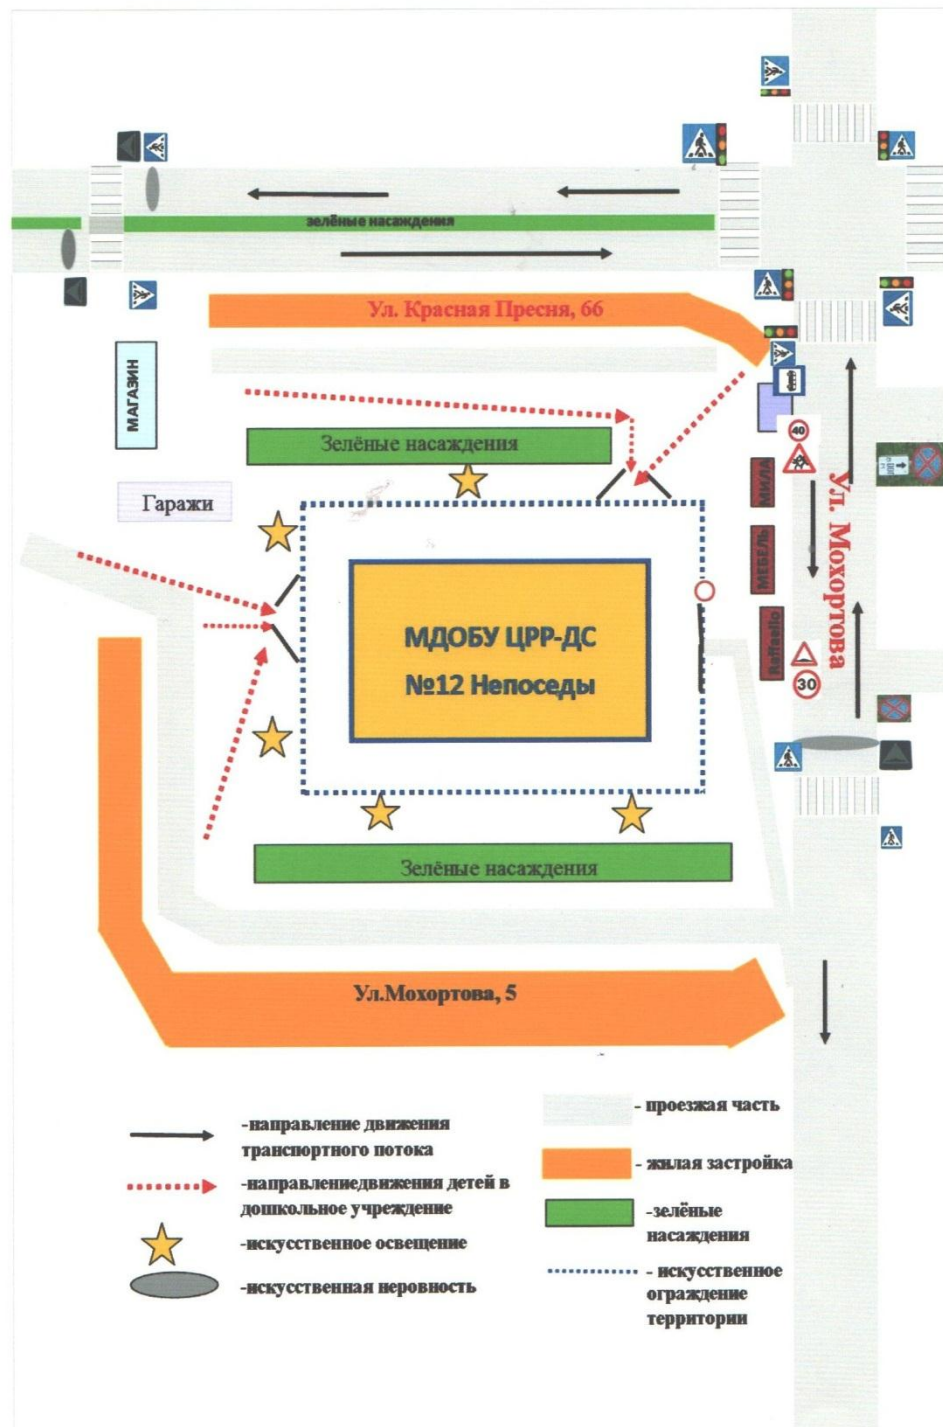 зелёные насаждения
Ул. Красная Пресня, 66
МАГАЗИН
Зелёные насаждения
Гаражи
40
МИЛА
МЕБЕЛЬ
Raffaello
Ул. Мохортова
30
МДОБУ ЦРР-ДС
№12 Непоседы
Зелёные насаждения
Ул.Мохортова, 5
-направление движения
транспортного потока
-направлениедвижения детей в
дошкольное учреждение
-искусственное освещение
-искусственная неровность
- проезжая часть
- жилая застройка
-зелёные
насаждения
- искусственное
ограждение
территории